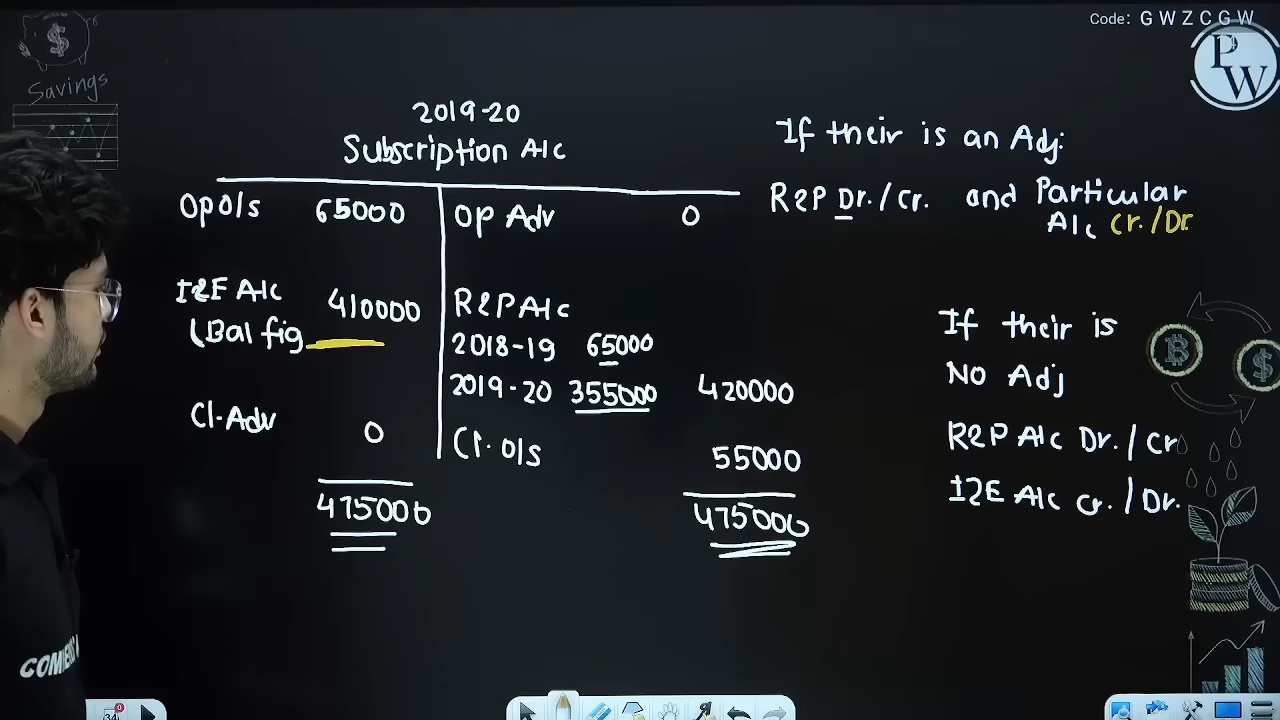 Code: G W Z C G W
PW
Savings
2019-20
Subscription A/c
Op O/s 65000
Op Adv 0
I&E A/c 410000
(Bal fig
R&P A/c
2018-19 65000
2019-20 355000 420000
Cl. Adv 0
Cl. O/s 55000
475000
475000
If their is an Adj.
R&P Dr./Cr. and Particular
A/c Cr./Dr.
If their is
No Adj
R&P A/c Dr./Cr
I&E A/c Cr./Dr.